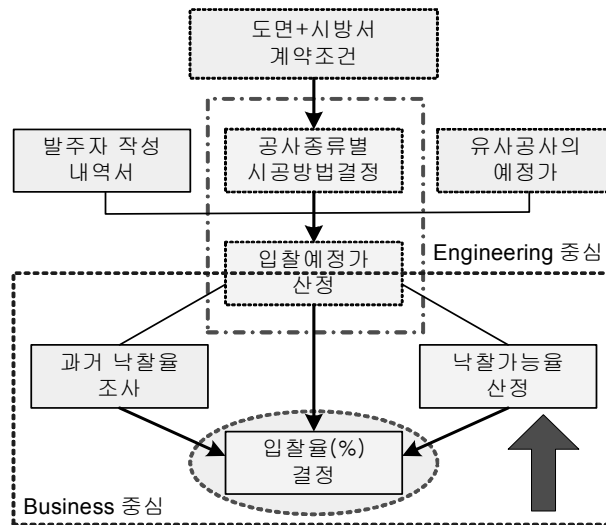 도면+시방서
계약조건
발주자 작성
내역서
공사종류별
시공방법결정
유사공사의
예정가
입찰예정가
산정
Engineering 중심
과거 낙찰율
조사
낙찰가능율
산정
입찰율(%)
결정
Business 중심